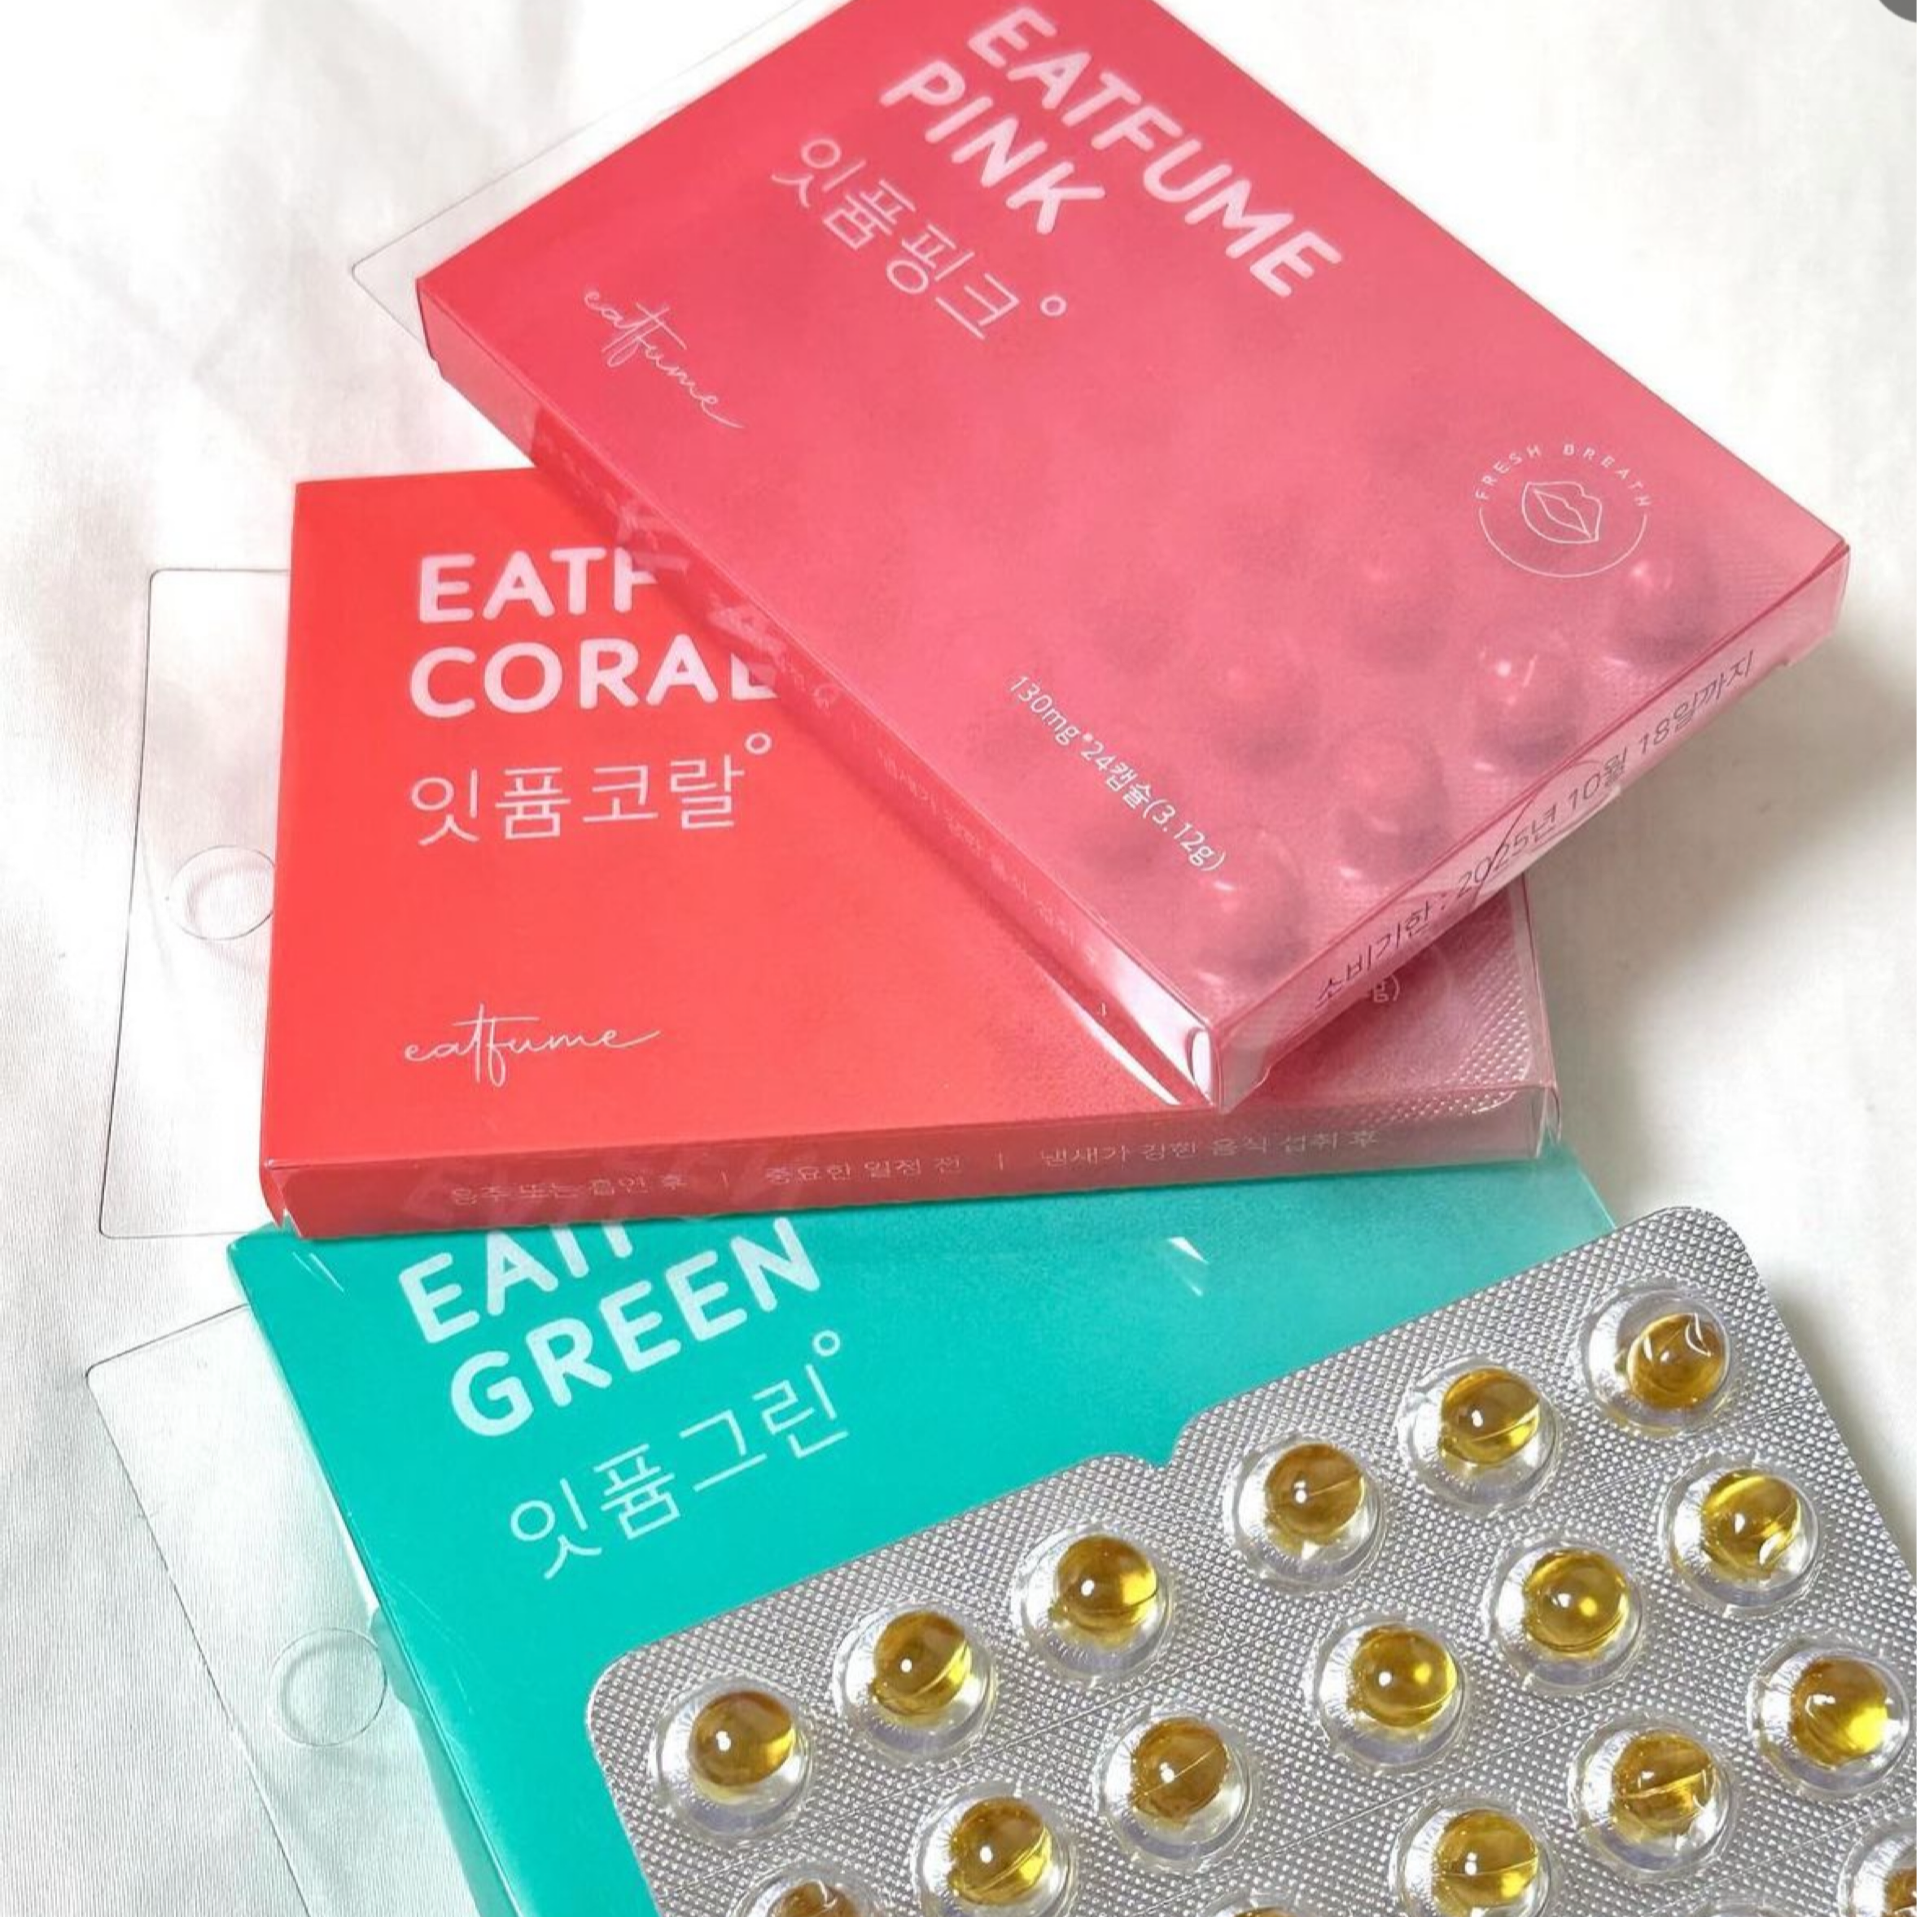 EATFUME
PINK
잇퓸핑크°
eatfume
FRESH BREATH
130mg*24캡슐(3.12g)
소비기한 : 2025년 10월 18일까지
EATF
CORAL
잇퓸코랄°
eatfume
음주 또는 흡연 후 | 중요한 일정 전 | 냄새가 강한 음식 섭취 후
GREEN
잇퓸그린°